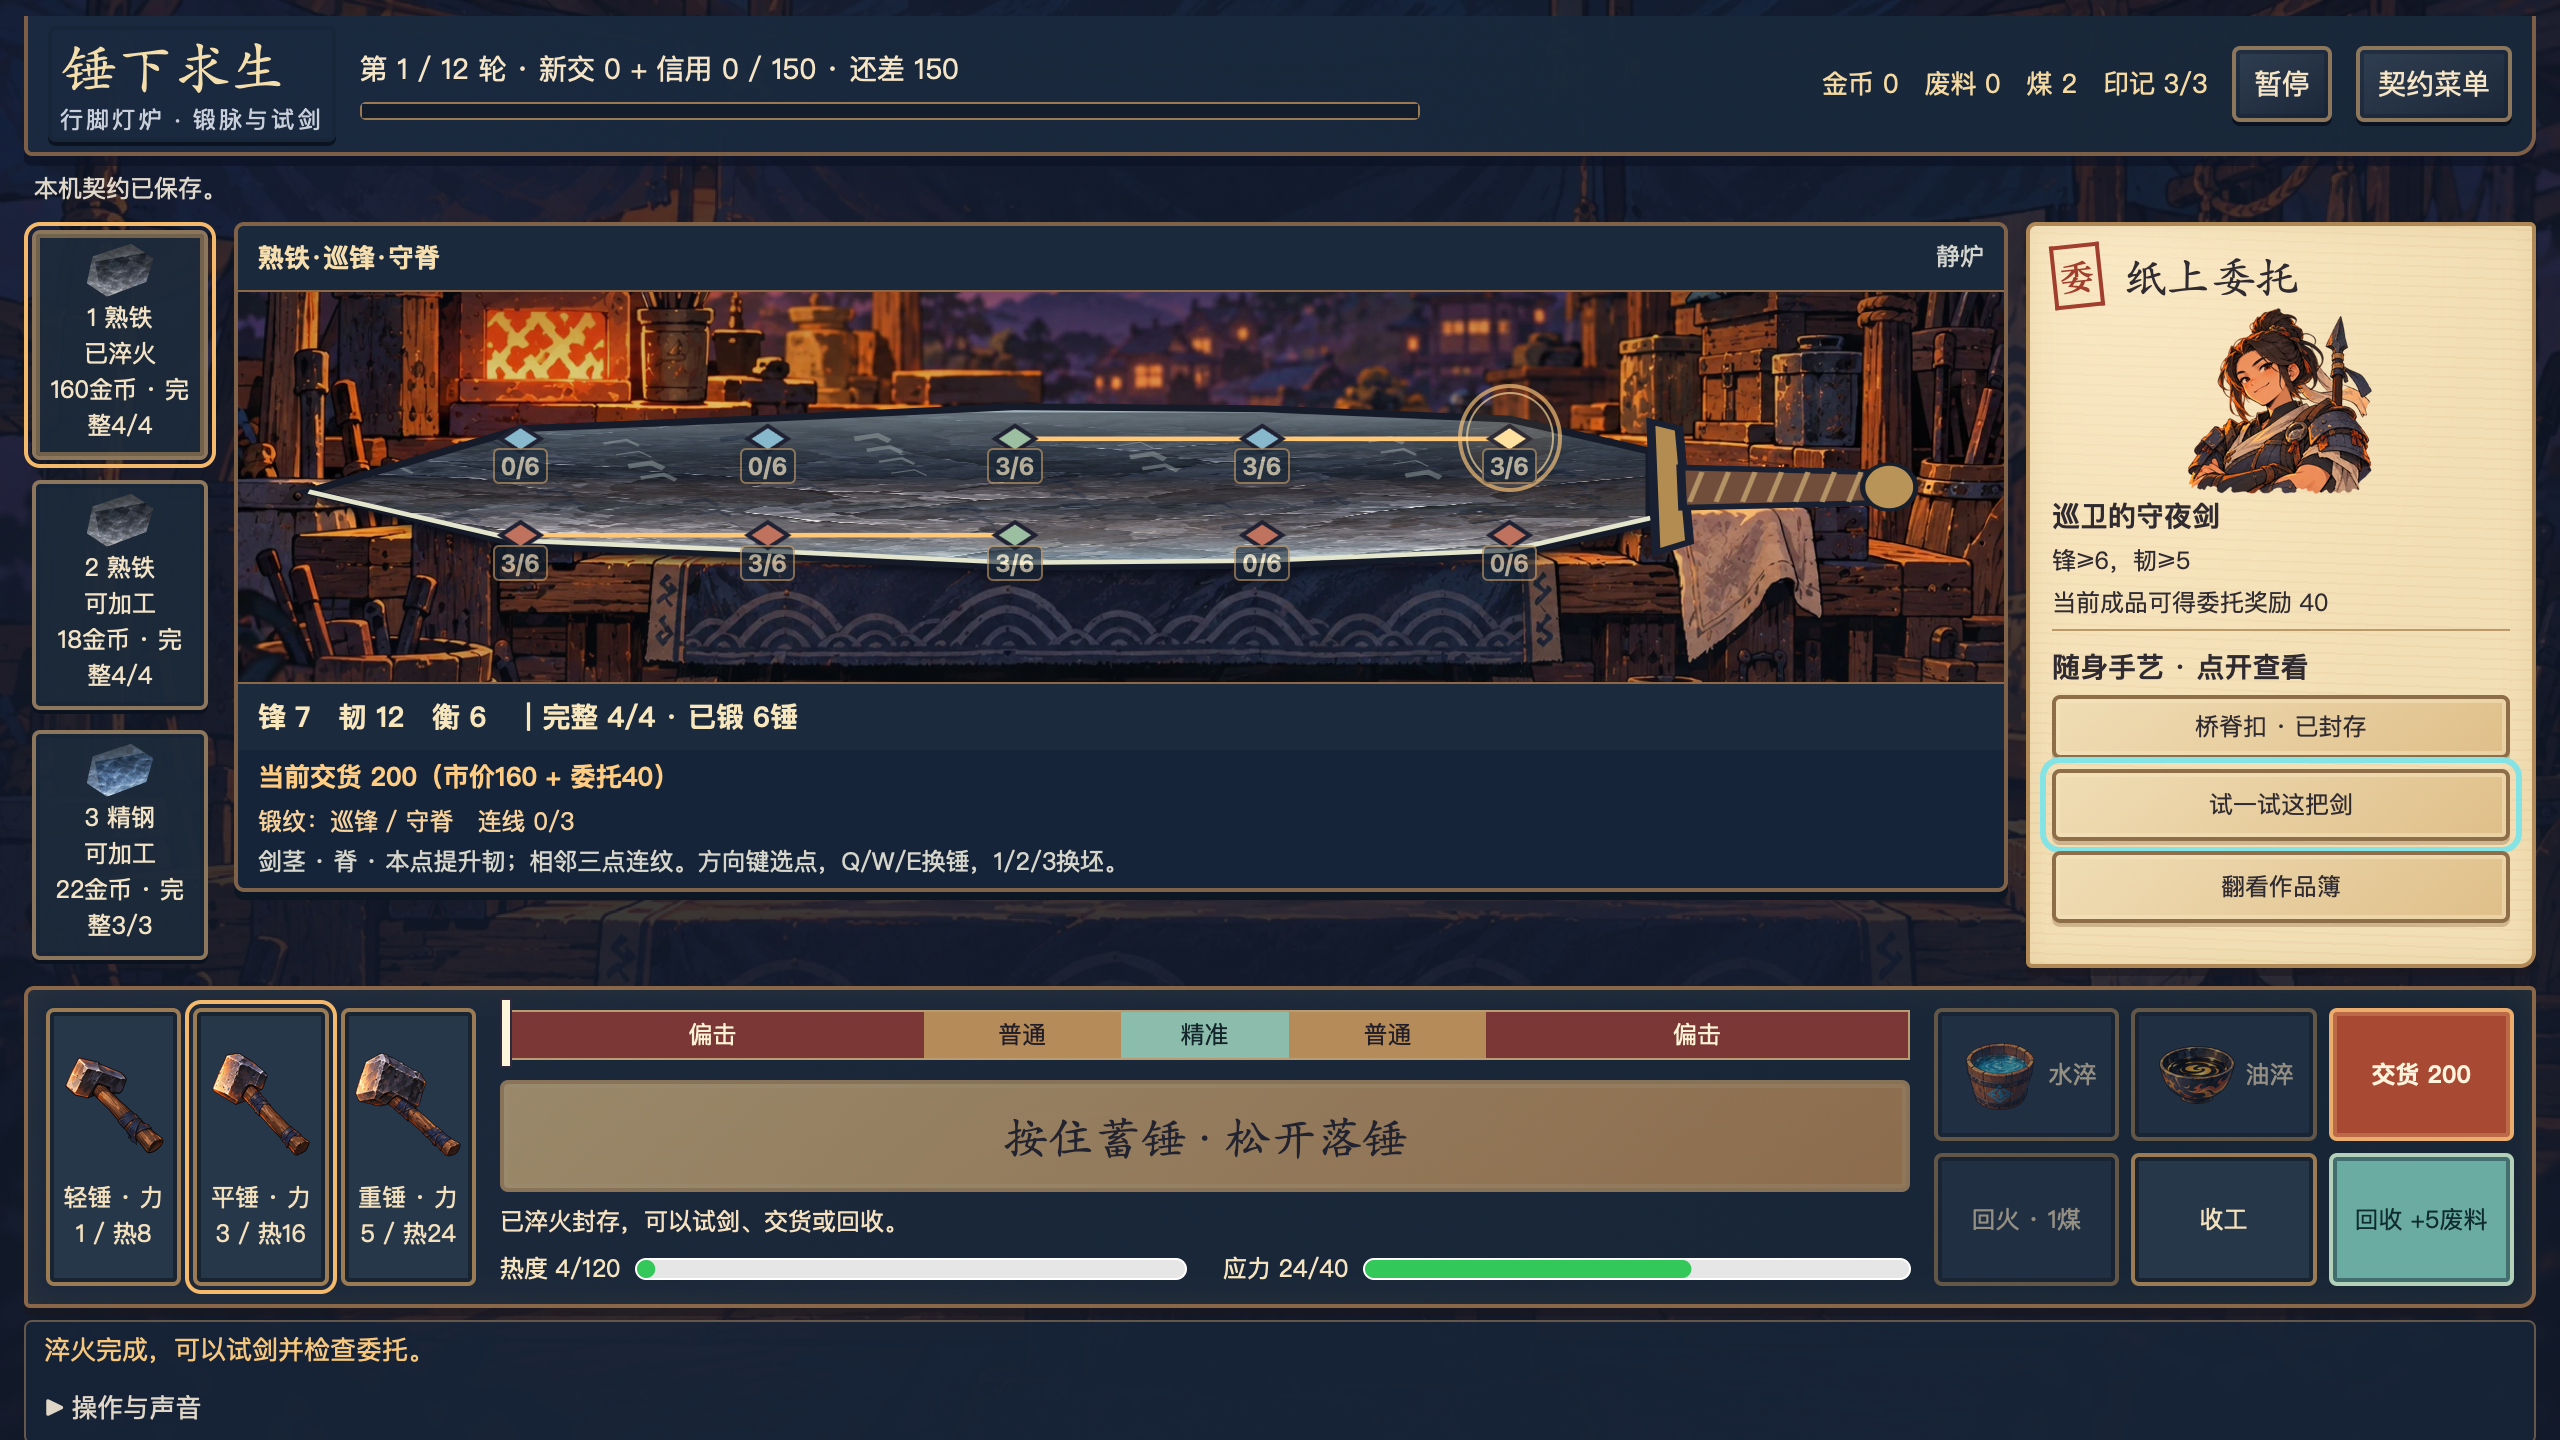 锤下求生
行脚灯炉 · 锻脉与试剑
第 1 / 12 轮 · 新交 0 + 信用 0 / 150 · 还差 150
金币 0 废料 0 煤 2 印记 3/3
暂停
契约菜单
本机契约已保存。
1 熟铁
已淬火
160金币 · 完
整4/4
2 熟铁
可加工
18金币 · 完
整4/4
3 精钢
可加工
22金币 · 完
整3/3
熟铁·巡锋·守脊
静炉
0/6
0/6
3/6
3/6
3/6
3/6
3/6
3/6
0/6
0/6
锋 7 韧 12 衡 6 | 完整 4/4 · 已锻 6锤
当前交货 200（市价160 + 委托40）
锻纹：巡锋 / 守脊 连线 0/3
剑茎 · 脊 · 本点提升韧；相邻三点连纹。方向键选点，Q/W/E换锤，1/2/3换坯。
委
纸上委托
巡卫的守夜剑
锋≥6，韧≥5
当前成品可得委托奖励 40
随身手艺 · 点开查看
桥脊扣 · 已封存
试一试这把剑
翻看作品簿
轻锤 · 力
1 / 热8
平锤 · 力
3 / 热16
重锤 · 力
5 / 热24
偏击
普通
精准
普通
偏击
按住蓄锤 · 松开落锤
已淬火封存，可以试剑、交货或回收。
热度 4/120
应力 24/40
水淬
油淬
交货 200
回火 · 1煤
收工
回收 +5废料
淬火完成，可以试剑并检查委托。
▶ 操作与声音